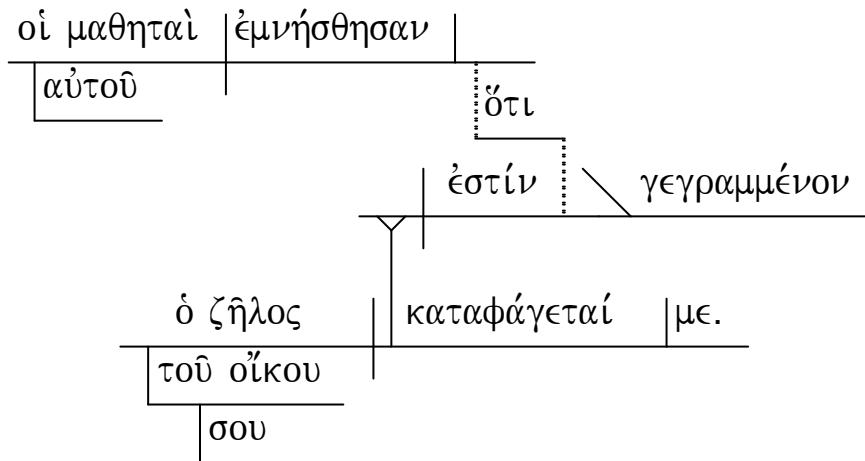 οἱ μαθηταὶ ἐμνήσθησαν
αὐτοῦ
ὅτι
ἐστίν γεγραμμένον
ὁ ζῆλος καταφάγεταί με.
τοῦ οἴκου
σου